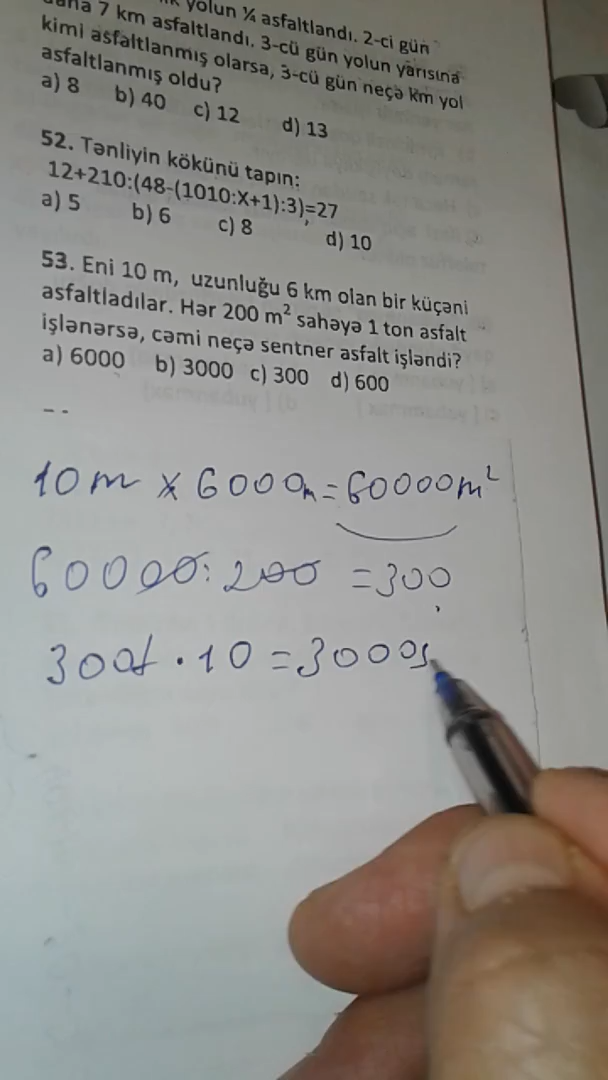 yolun ¼ asfaltlandı. 2-ci gün
daha 7 km asfaltlandı. 3-cü gün yolun yarısına
kimi asfaltlanmış olarsa, 3-cü gün neçə km yol
asfaltlanmış oldu?
a) 8 b) 40 c) 12 d) 13
52. Tənliyin kökünü tapın:
12+210:(48-(1010:X+1):3)=27
a) 5 b) 6 c) 8 d) 10
53. Eni 10 m, uzunluğu 6 km olan bir küçəni
asfaltladılar. Hər 200 m² sahəyə 1 ton asfalt
işlənərsə, cəmi neçə sentner asfalt işləndi?
a) 6000 b) 3000 c) 300 d) 600
10m x 6000m=60000m²
60000:200=300
300t·10=3000s